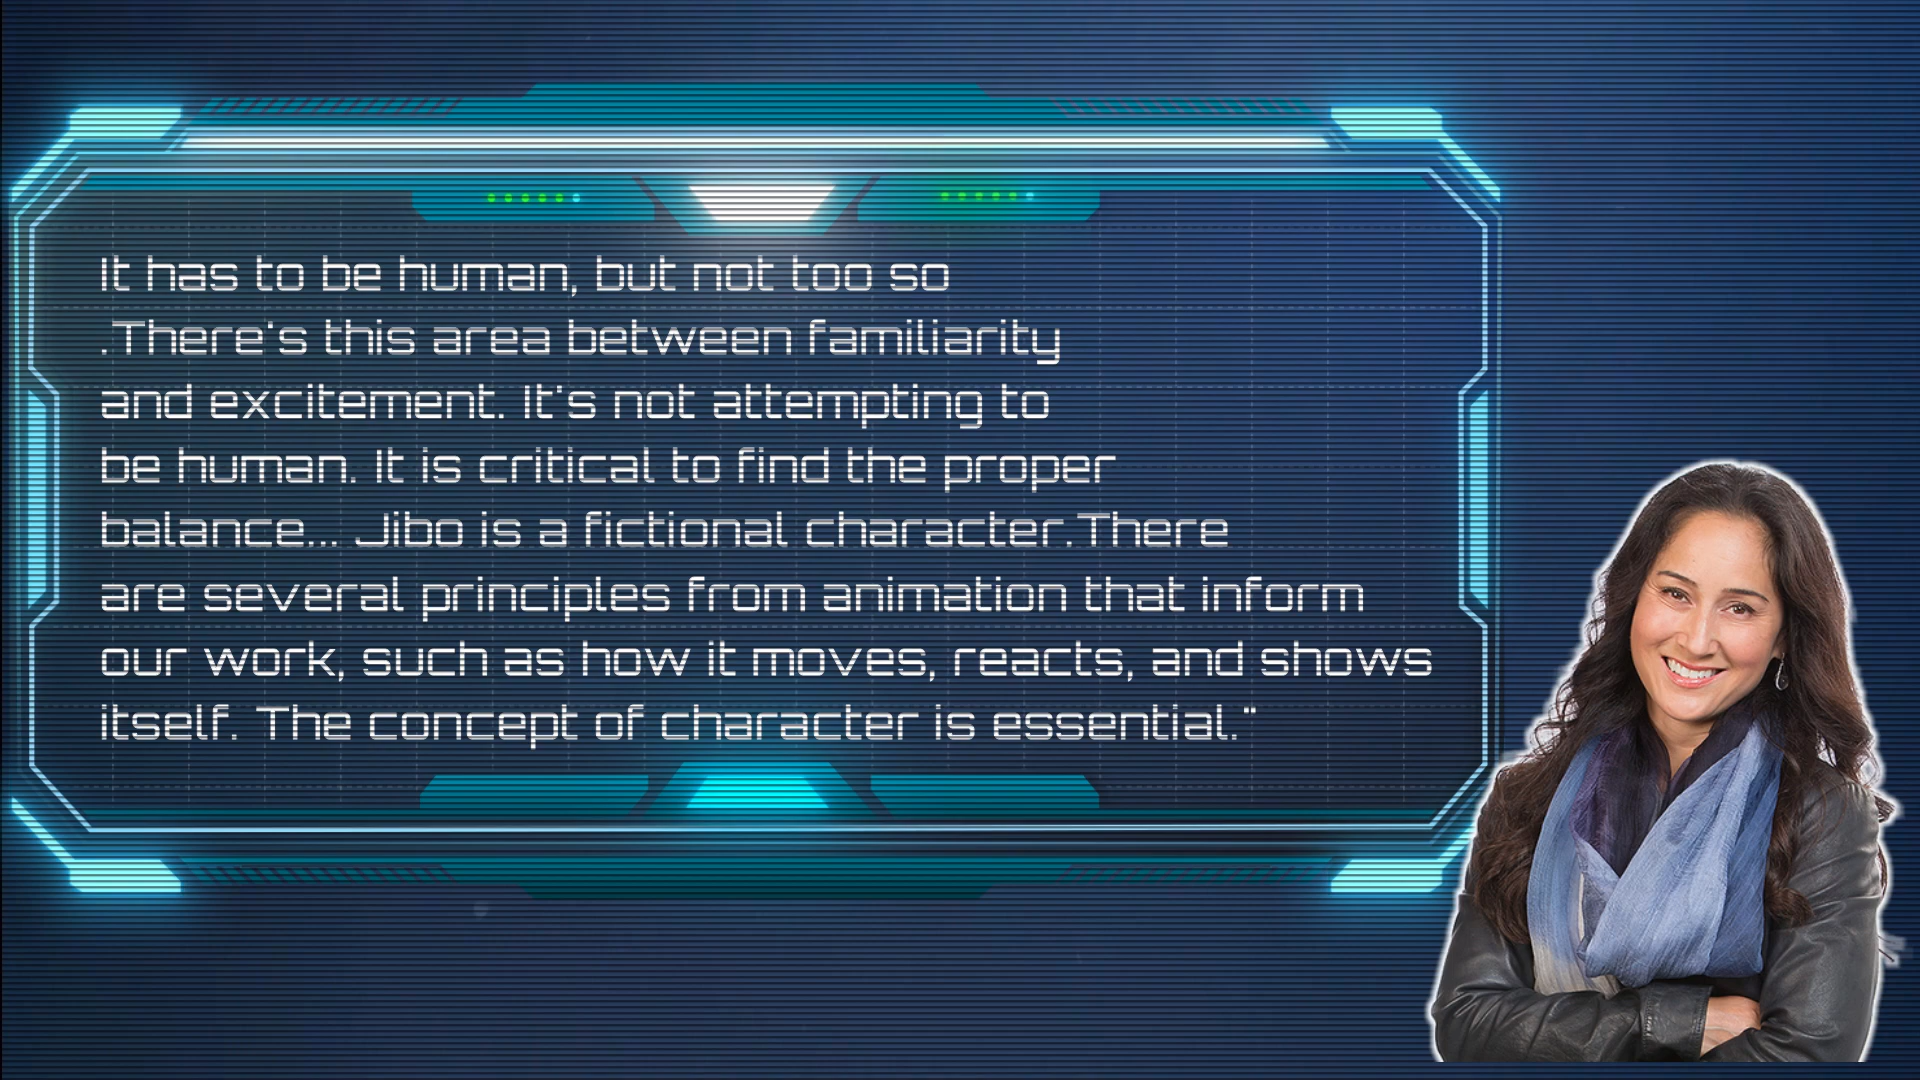 It has to be human, but not too so
.There's this area between familiarity
and excitement. It's not attempting to
be human. It is critical to find the proper
balance... Jibo is a fictional character.There
are several principles from animation that inform
our work, such as how it moves, reacts, and shows
itself. The concept of character is essential."